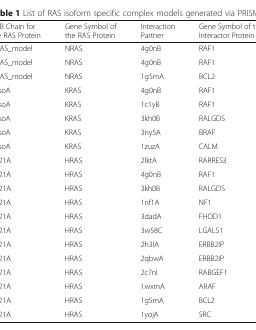 ble 1 List of RAS isoform specific complex models generated via PRISM
B Chain for Gene Symbol of Interaction Gene Symbol of t
RAS Protein the RAS Protein Partner Interactor Protein
AS_model NRAS 4g0nB RAF1
AS_model NRAS 4g0nB RAF1
AS_model NRAS 1g5mA BCL2
soA KRAS 4g0nB RAF1
soA KRAS 1c1yB RAF1
soA KRAS 3kh0B RALGDS
soA KRAS 3ny5A BRAF
soA KRAS 1zuzA CALM
21A HRAS 2lktA RARRES3
21A HRAS 4g0nB RAF1
21A HRAS 3kh0B RALGDS
21A HRAS 1nf1A NF1
21A HRAS 3dadA FHOD1
21A HRAS 3w58C LGALS1
21A HRAS 2h3lA ERBB2IP
21A HRAS 2qbwA ERBB2IP
21A HRAS 2c7nI RABGEF1
21A HRAS 1wxmA ARAF
21A HRAS 1g5mA BCL2
21A HRAS 1yojA SRC